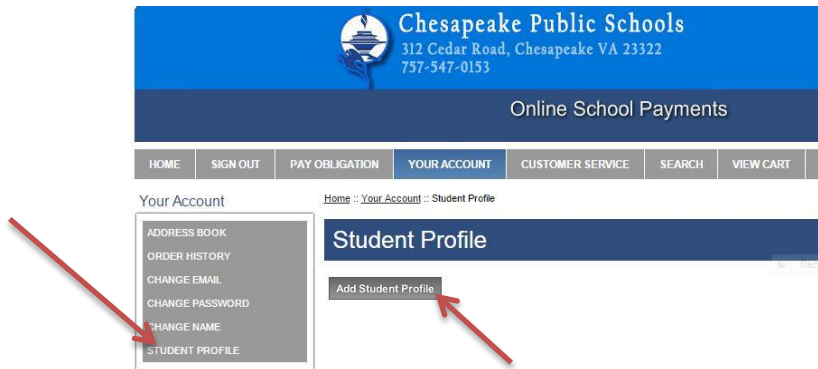 Chesapeake Public Schools
312 Cedar Road, Chesapeake VA 23322
757-547-0153
Online School Payments
HOME SIGN OUT PAY OBLIGATION YOUR ACCOUNT CUSTOMER SERVICE SEARCH VIEW CART
Your Account
Home :: Your Account :: Student Profile
ADDRESS BOOK
ORDER HISTORY
CHANGE EMAIL
CHANGE PASSWORD
CHANGE NAME
STUDENT PROFILE
Student Profile
Add Student Profile